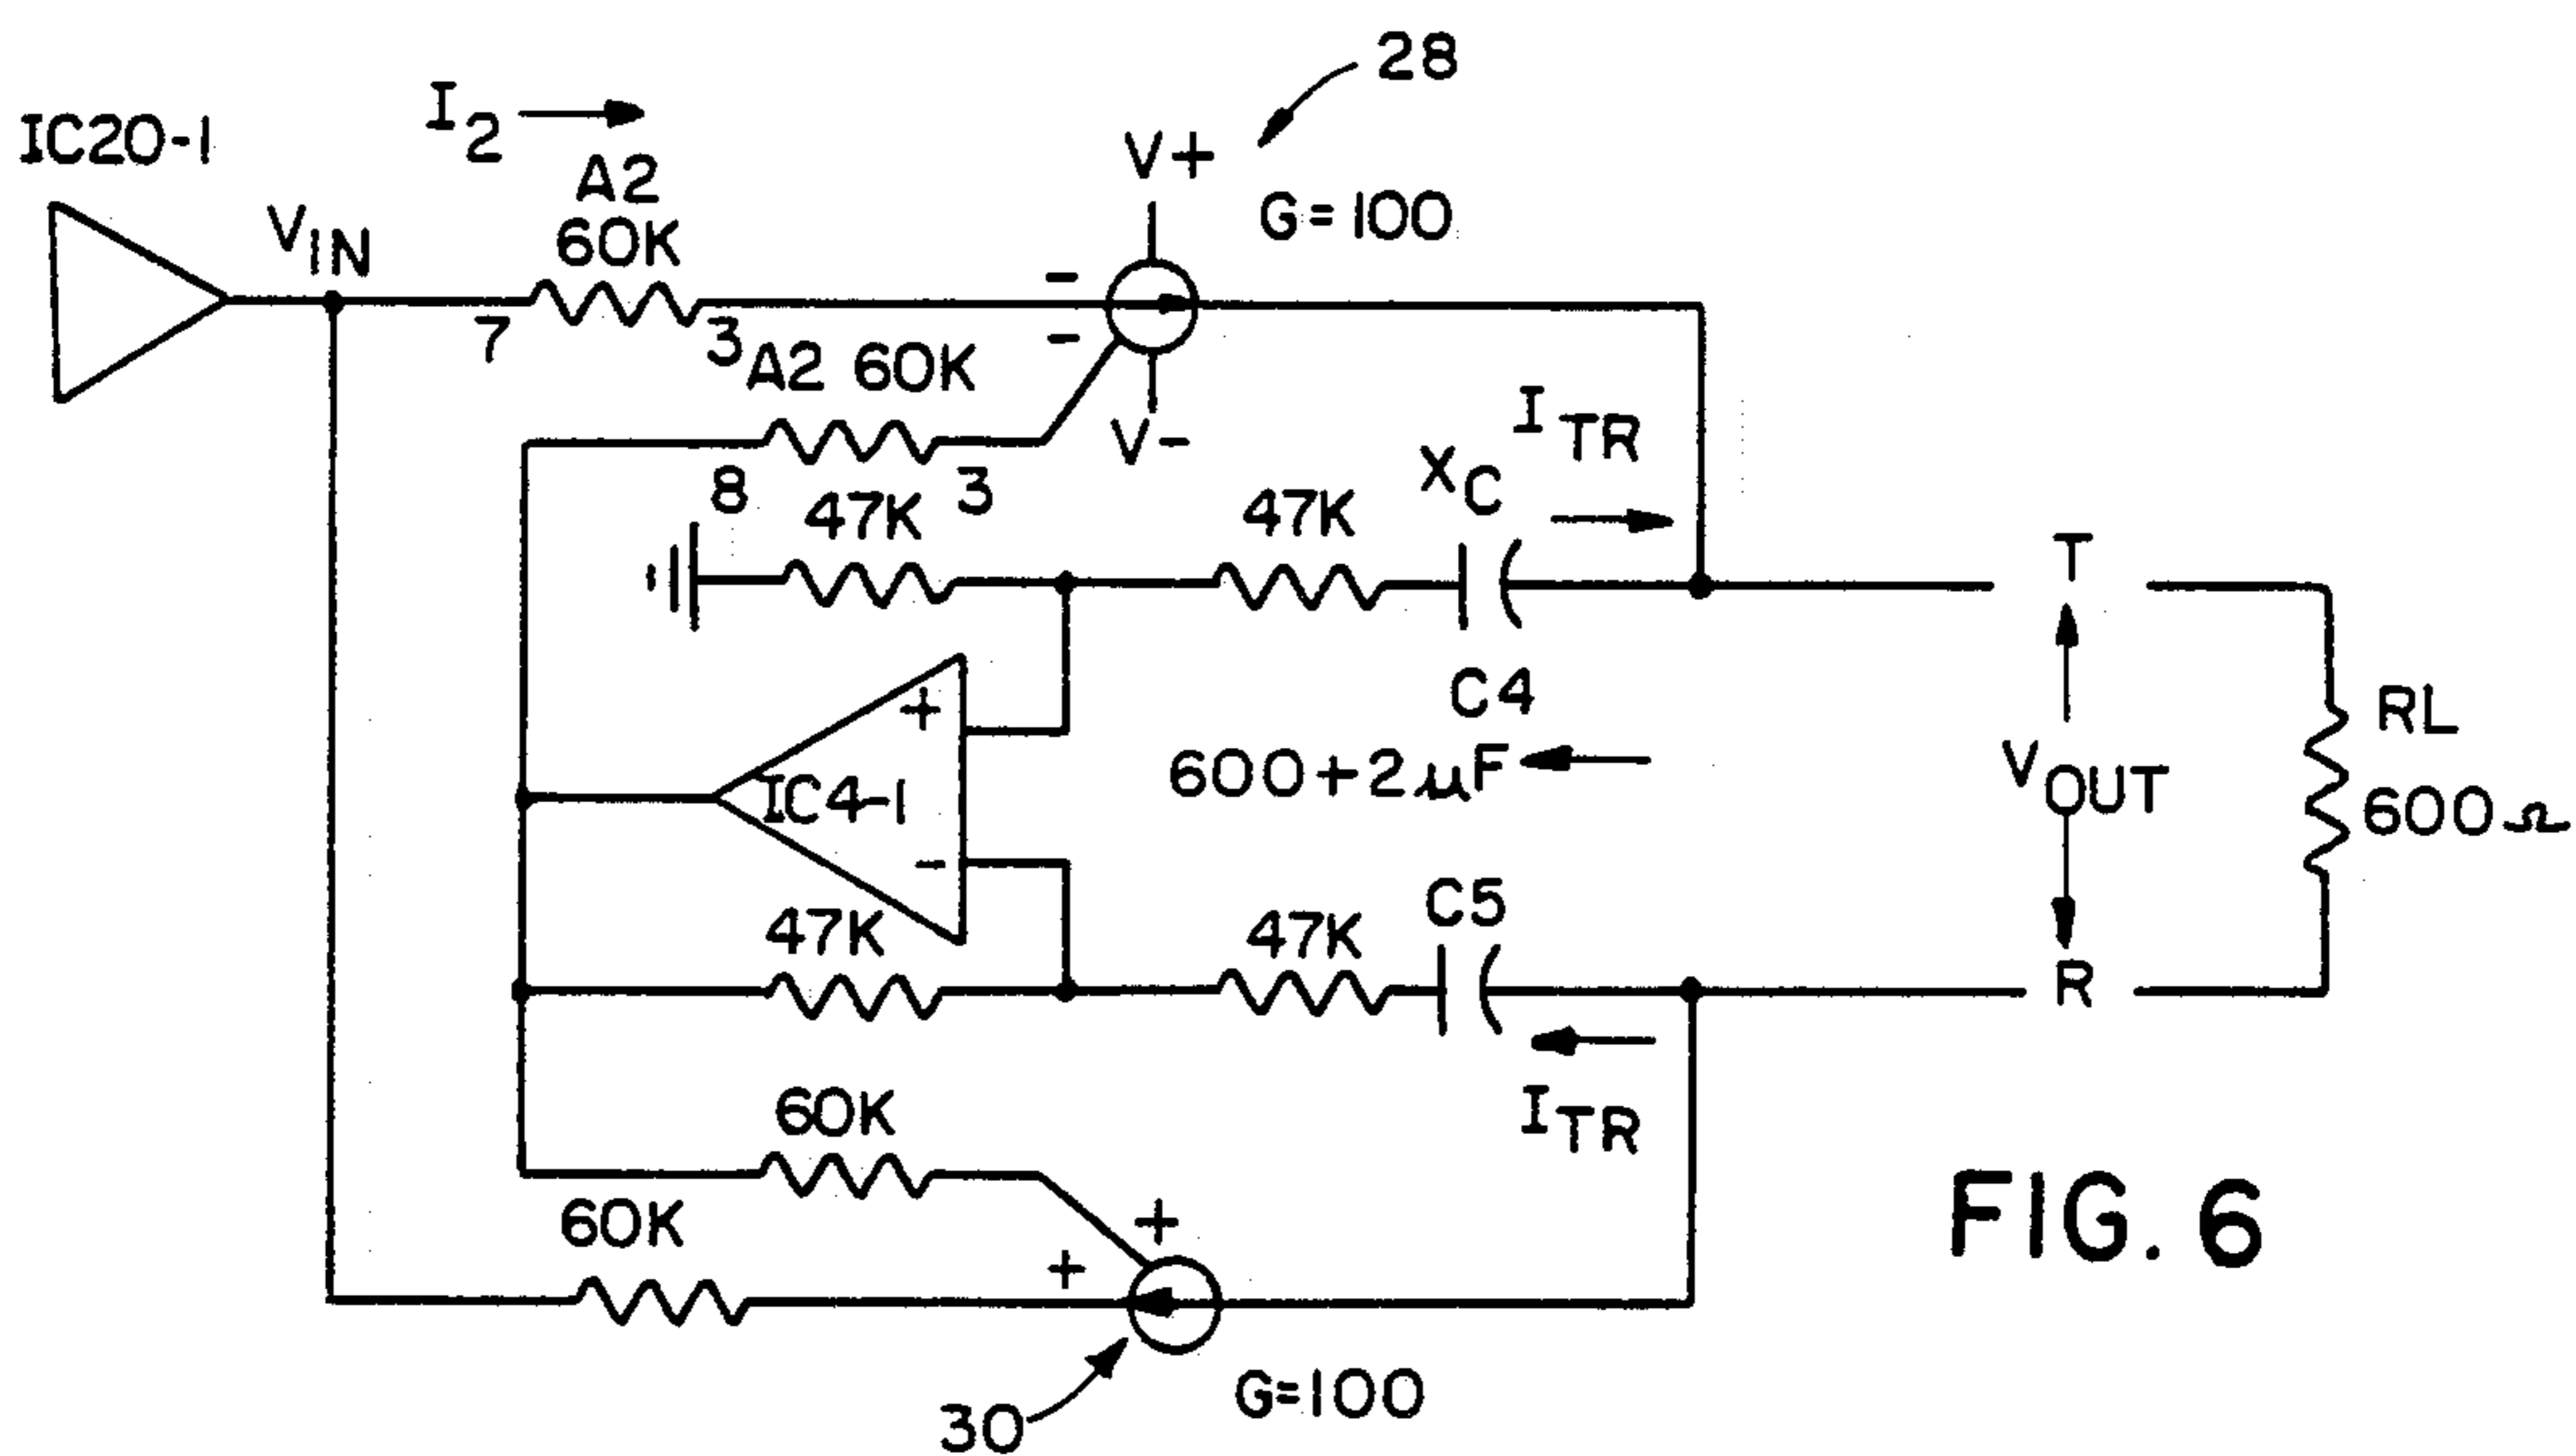 28
I2
IC20-1
V+
A2
G=100
VIN
60K
-
-
7
3
A2 60K
V-
ITR
XC
8
3
47K
47K
T
+
C4
RL
600+2µF
VOUT
600Ω
IC4-1
-
C5
47K
47K
R
ITR
60K
60K
+
+
FIG. 6
G=100
30